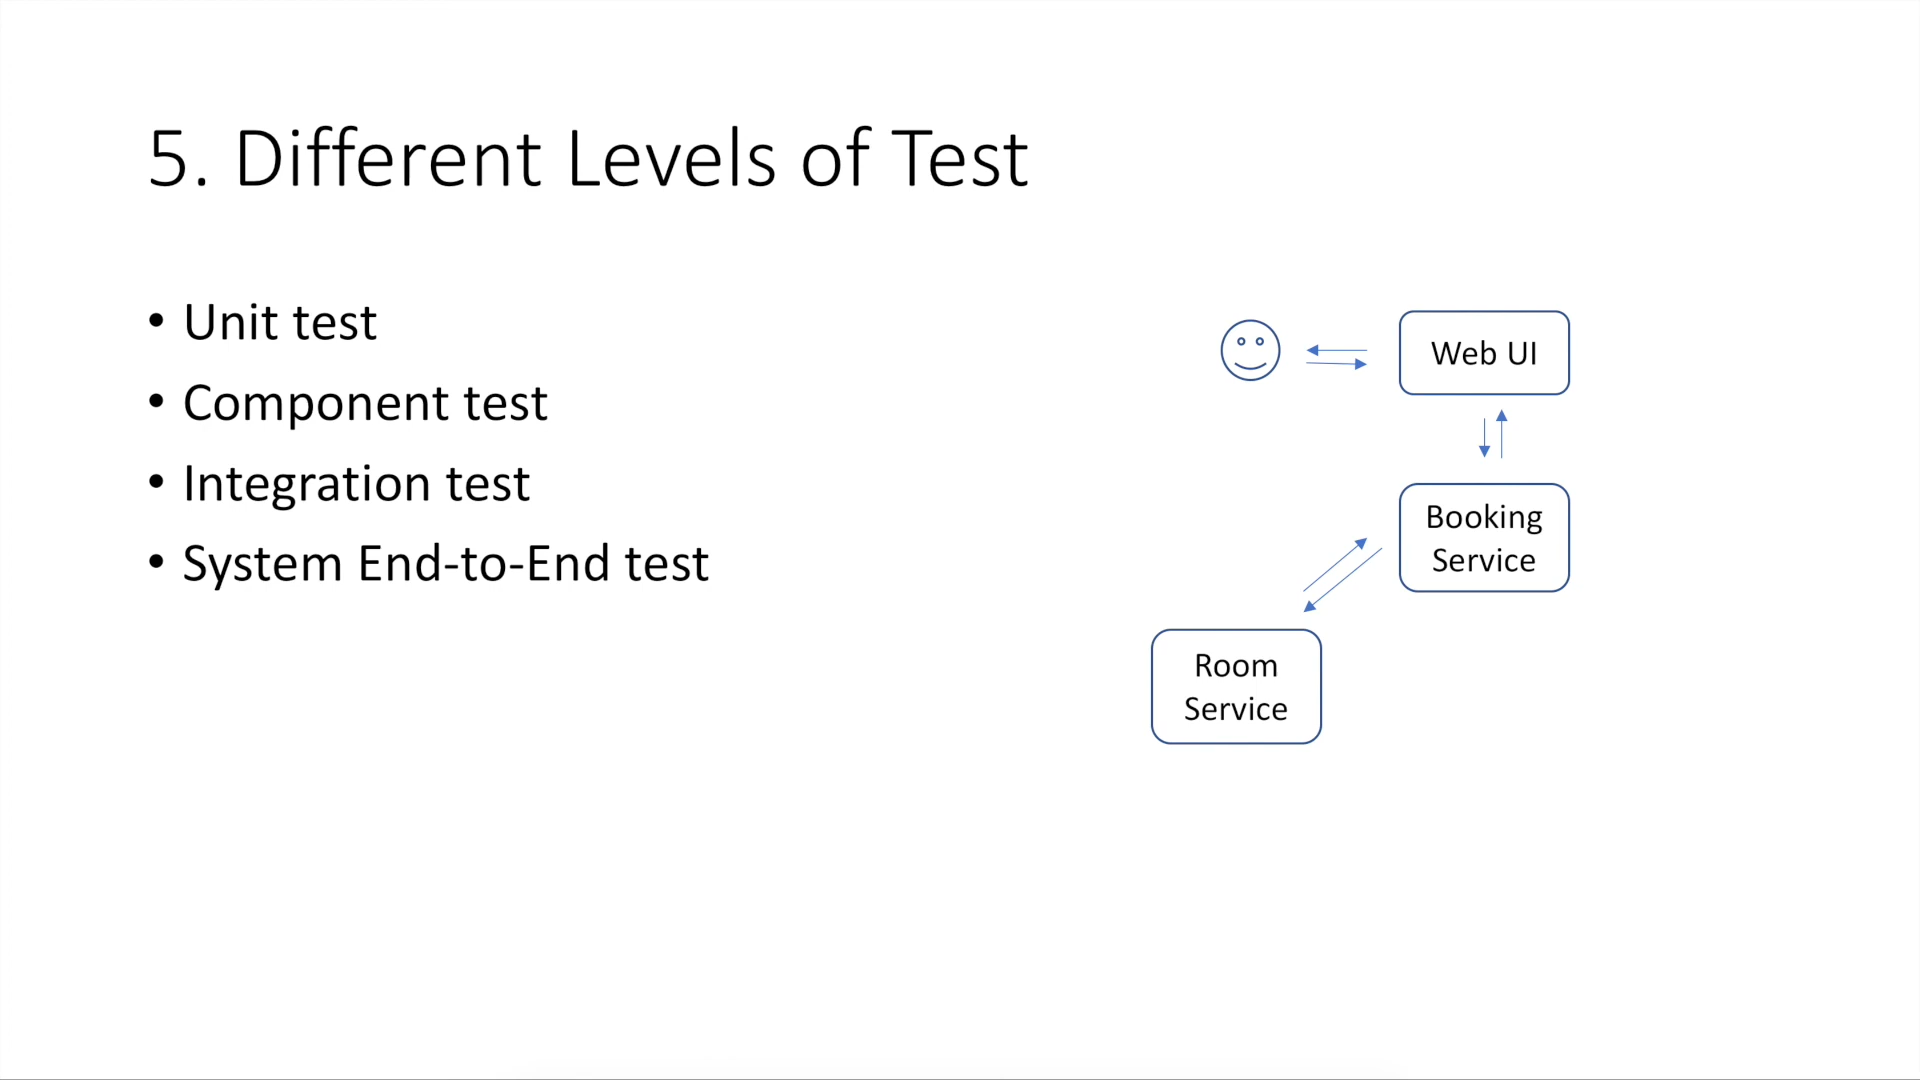 5. Different Levels of Test
• Unit test
• Component test
• Integration test
• System End-to-End test
Web UI
Booking
Service
Room
Service